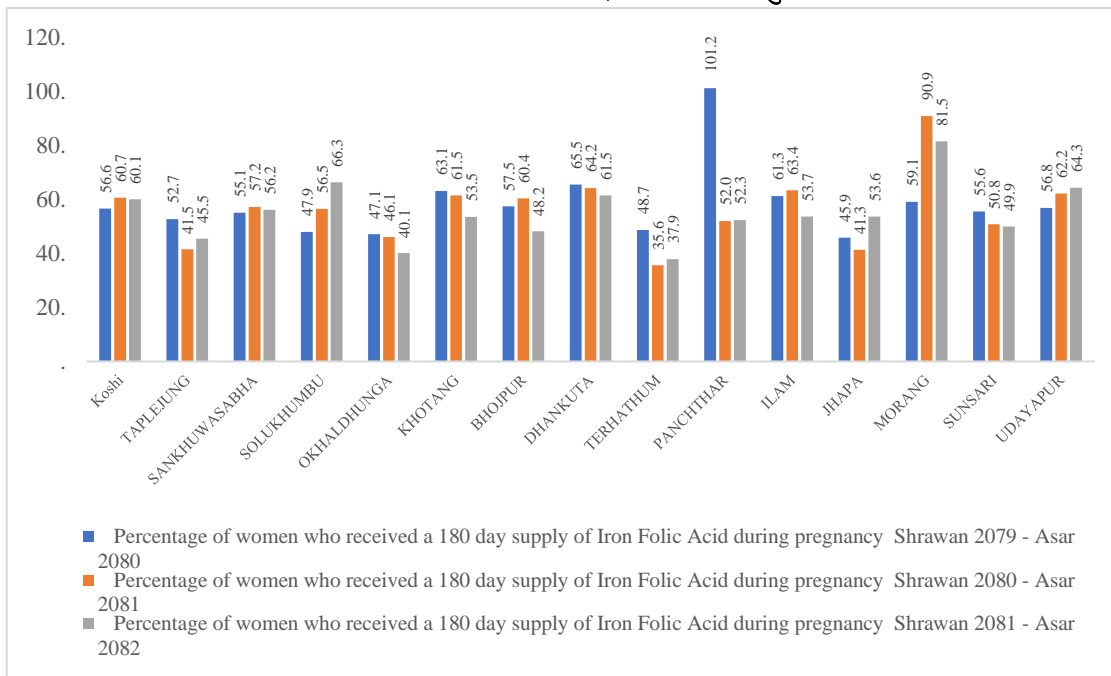 120.
100.
80.
60.
40.
20.
.
56.6 60.7 60.1
52.7 41.5 45.5
55.1 57.2 56.2
47.9 56.5 66.3
47.1 46.1 40.1
63.1 61.5 53.5
57.5 60.4 48.2
65.5 64.2 61.5
48.7 35.6 37.9
101.2 52.0 52.3
61.3 63.4 53.7
45.9 41.3 53.6
59.1 90.9 81.5
55.6 50.8 49.9
56.8 62.2 64.3
Koshi
TAPLEJUNG
SANKHUWASABHA
SOLUKHUMBU
OKHALDHUNGA
KHOTANG
BHOJPUR
DHANKUTA
TERHATHUM
PANCHTHAR
ILAM
JHAPA
MORANG
SUNSARI
UDAYAPUR
Percentage of women who received a 180 day supply of Iron Folic Acid during pregnancy Shrawan 2079 - Asar
2080
Percentage of women who received a 180 day supply of Iron Folic Acid during pregnancy Shrawan 2080 - Asar
2081
Percentage of women who received a 180 day supply of Iron Folic Acid during pregnancy Shrawan 2081 - Asar
2082